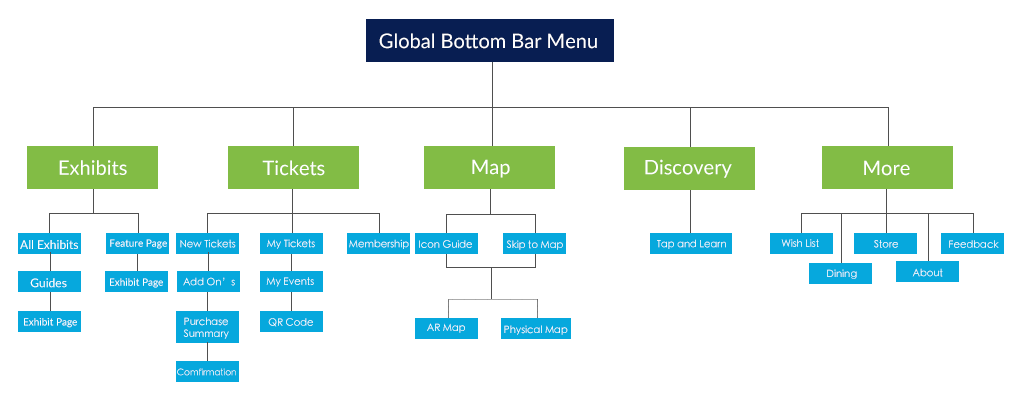 Global Bottom Bar Menu
Exhibits
Tickets
Map
Discovery
More
All Exhibits
Feature Page
New Tickets
My Tickets
Membership
Icon Guide
Skip to Map
Tap and Learn
Wish List
Store
Feedback
Dining
About
Guides
Exhibit Page
Add On’ s
My Events
Exhibit Page
Purchase
Summary
QR Code
AR Map
Physical Map
Comfirmation